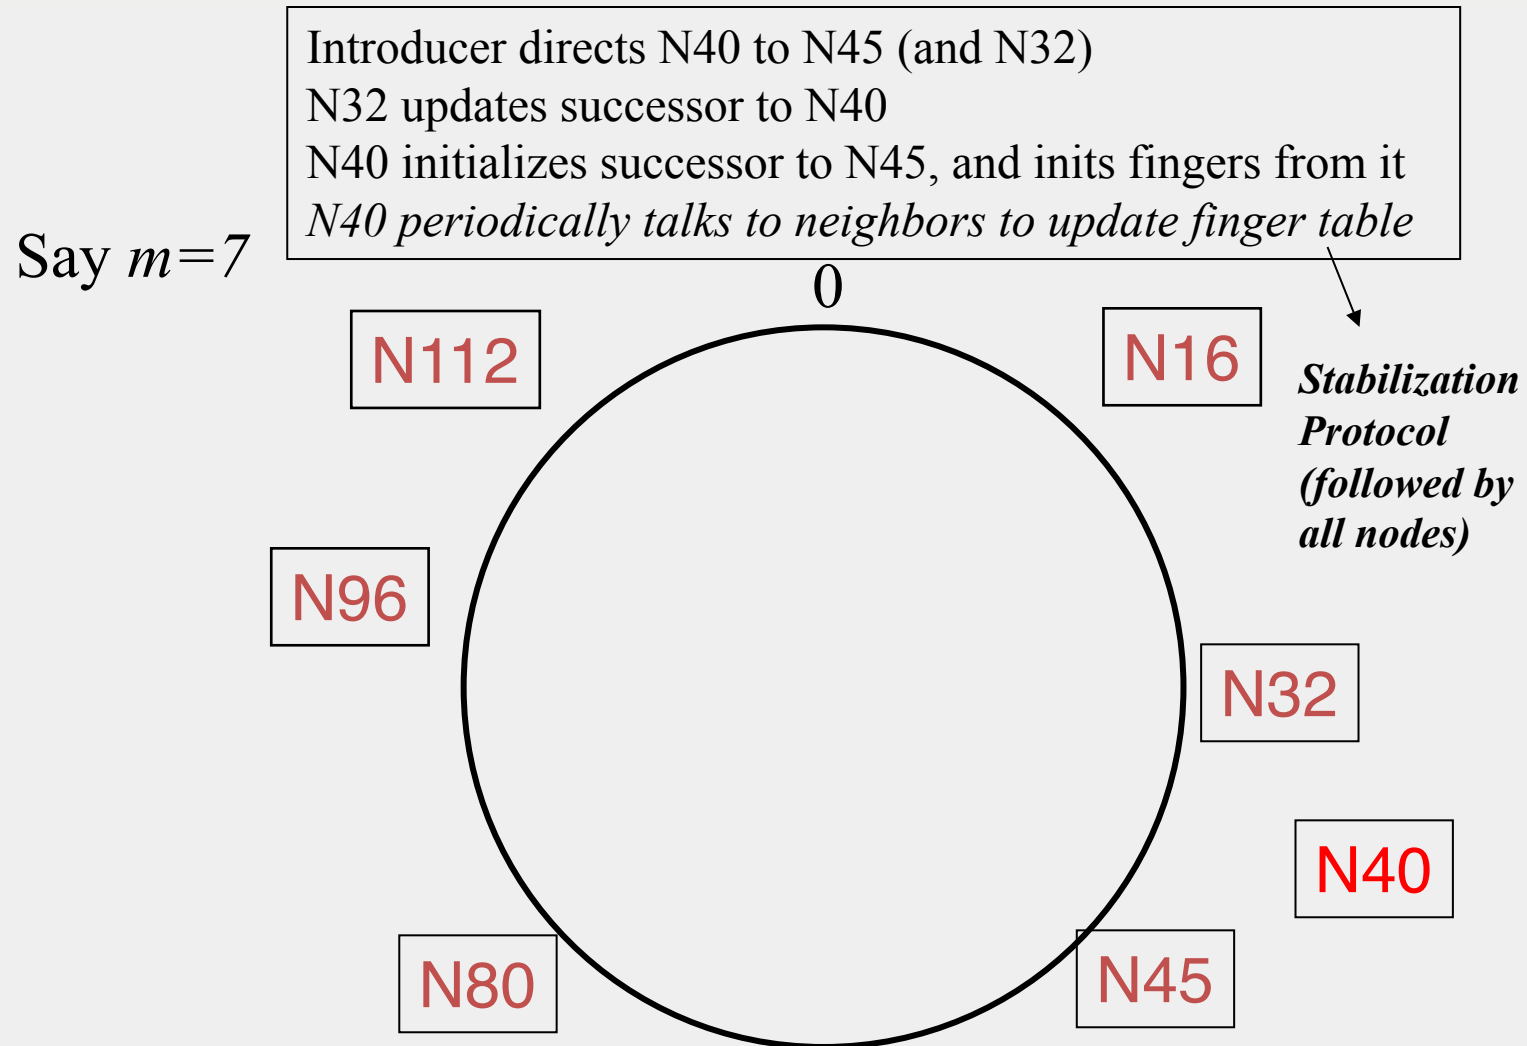 Introducer directs N40 to N45 (and N32)
N32 updates successor to N40
N40 initializes successor to N45, and inits fingers from it
N40 periodically talks to neighbors to update finger table
Say m=7
0
N112
N16
Stabilization
Protocol
(followed by
all nodes)
N96
N32
N40
N80
N45